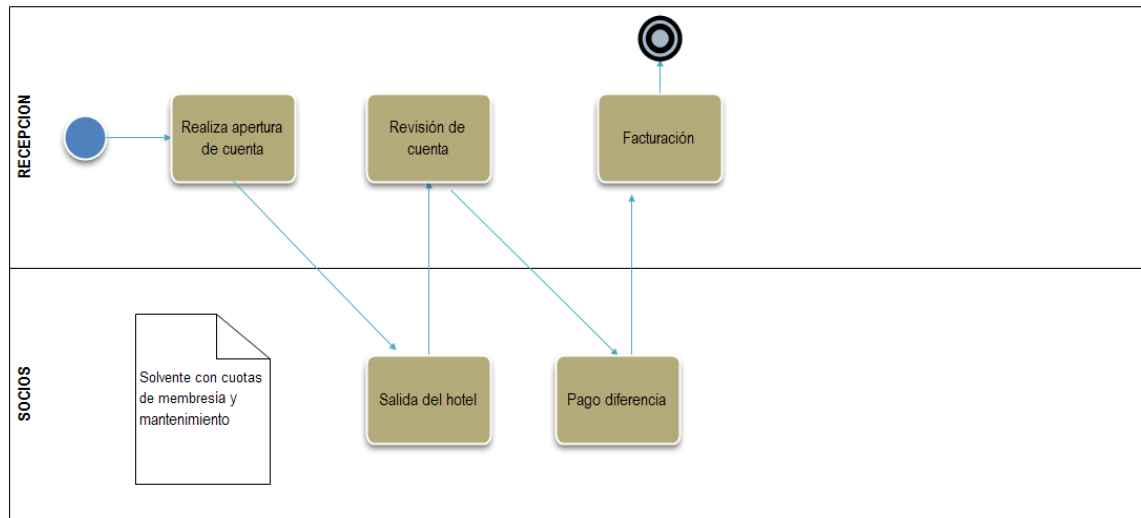 RECEPCION
Realiza apertura
de cuenta
Revisión de
cuenta
Facturación
SOCIOS
Solvente con cuotas
de membresía y
mantenimiento
Salida del hotel
Pago diferencia